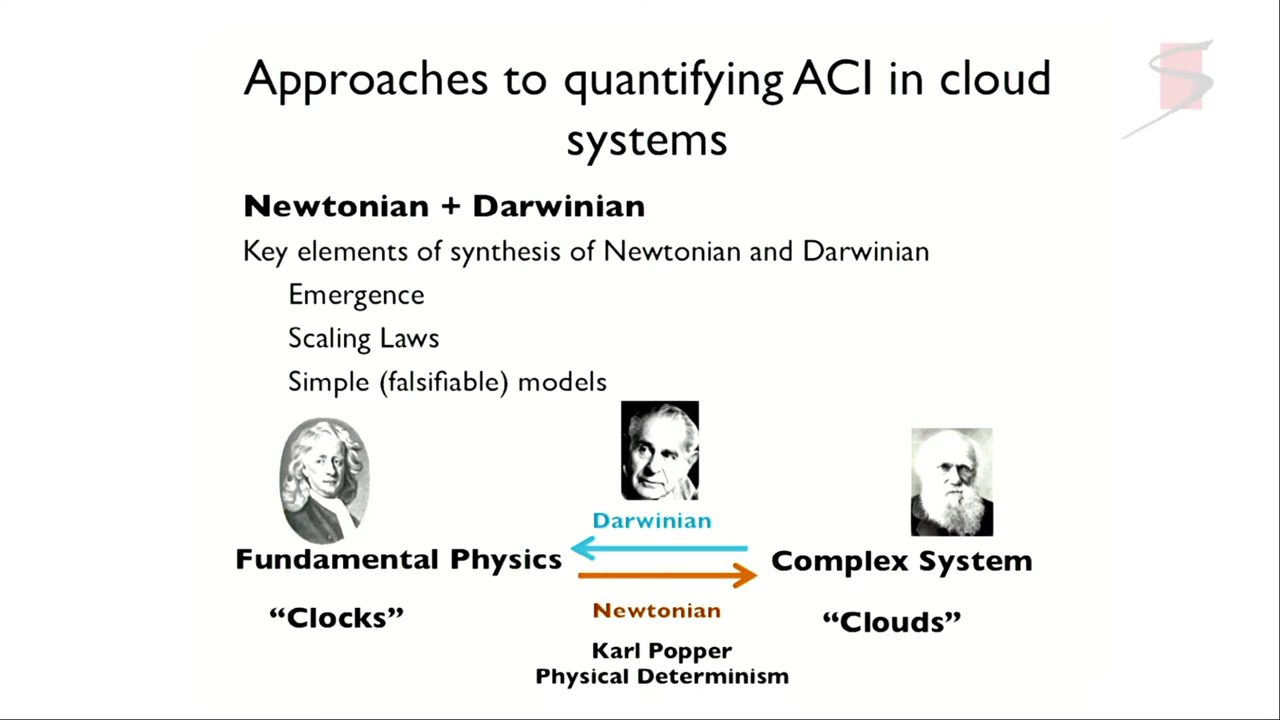 Approaches to quantifying ACI in cloud
systems
Newtonian + Darwinian
Key elements of synthesis of Newtonian and Darwinian
Emergence
Scaling Laws
Simple (falsifiable) models
Darwinian
Fundamental Physics
Complex System
“Clocks”
Newtonian
“Clouds”
Karl Popper
Physical Determinism